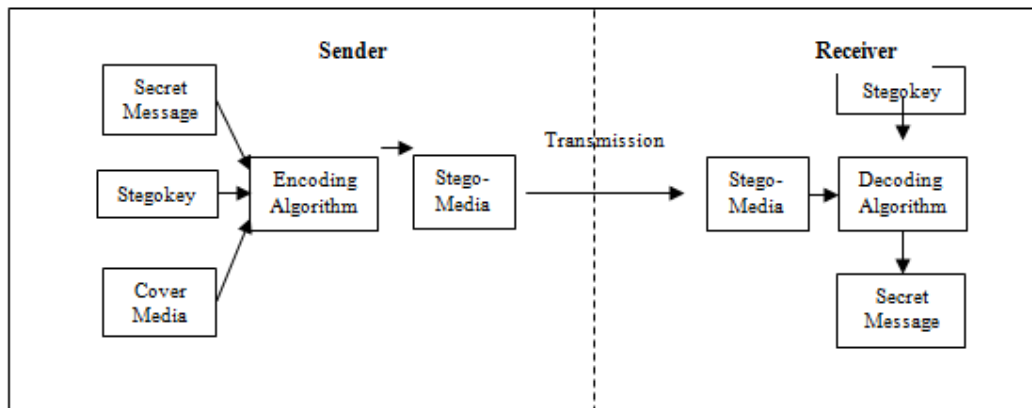 Sender
Receiver
Secret
Message
Stegokey
Cover
Media
Encoding
Algorithm
Stego-
Media
Transmission
Stegokey
Stego-
Media
Decoding
Algorithm
Secret
Message